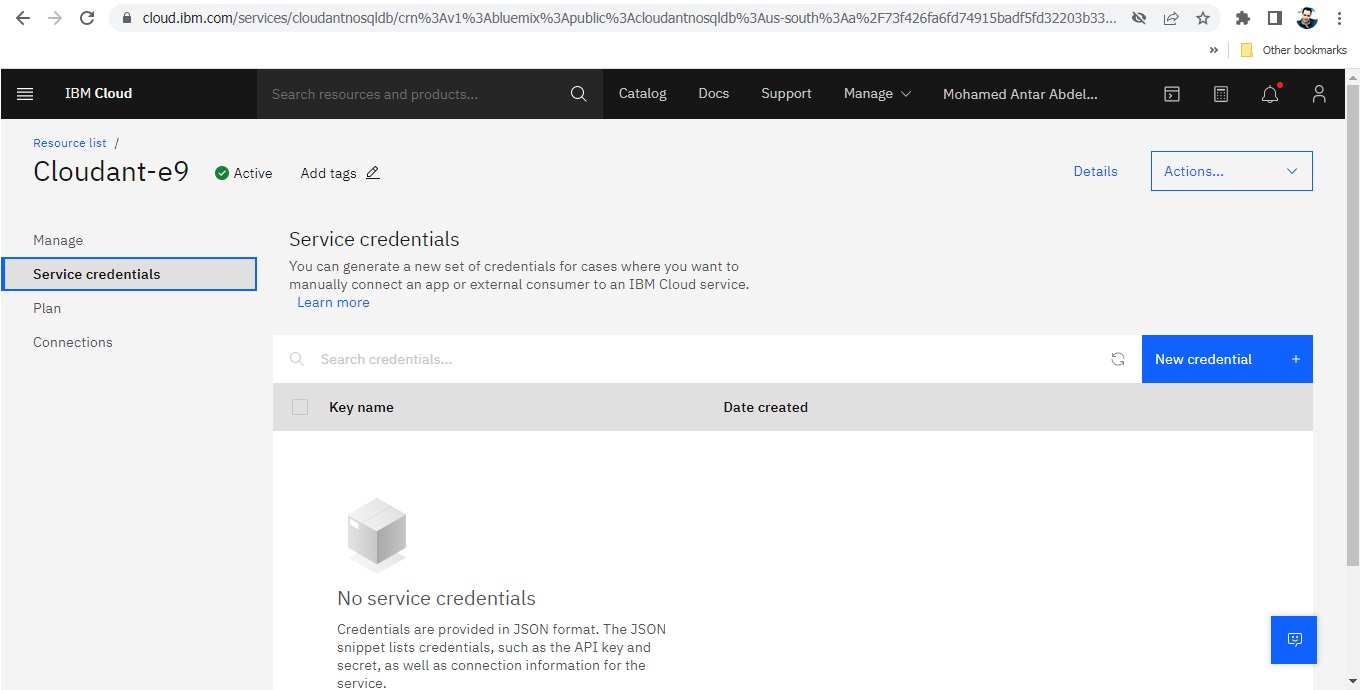 cloud.ibm.com/services/cloudantnosqldb/crn%3Av1%3Abluemix%3Apublic%3Acloudantnosqldb%3Aus-south%3Aa%2F73f426fa6fd74915badf5fd32203b33...
»
Other bookmarks
IBM Cloud
Search resources and products...
Catalog
Docs
Support
Manage
Mohamed Antar Abdel...
Resource list /
Cloudant-e9
Active
Add tags
Details
Actions...
Manage
Service credentials
Plan
Connections
Service credentials
You can generate a new set of credentials for cases where you want to
manually connect an app or external consumer to an IBM Cloud service.
Learn more
Search credentials...
New credential +
Key name
Date created
No service credentials
Credentials are provided in JSON format. The JSON
snippet lists credentials, such as the API key and
secret, as well as connection information for the
service.